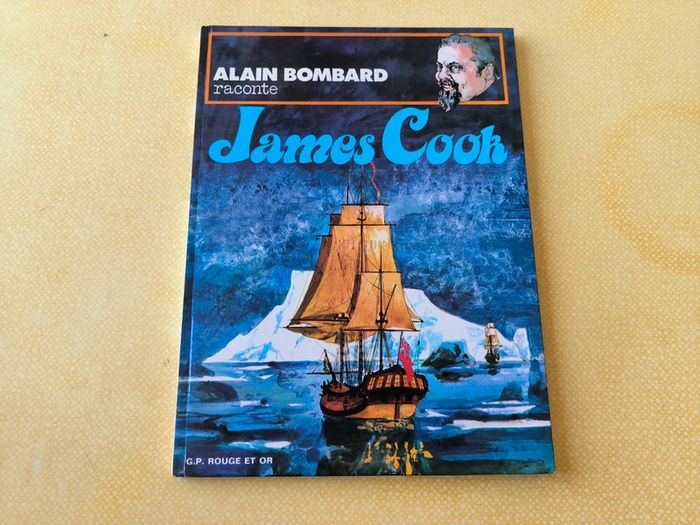 ALAIN BOMBARD
raconte
James Cook
G.P. ROUGE ET OR